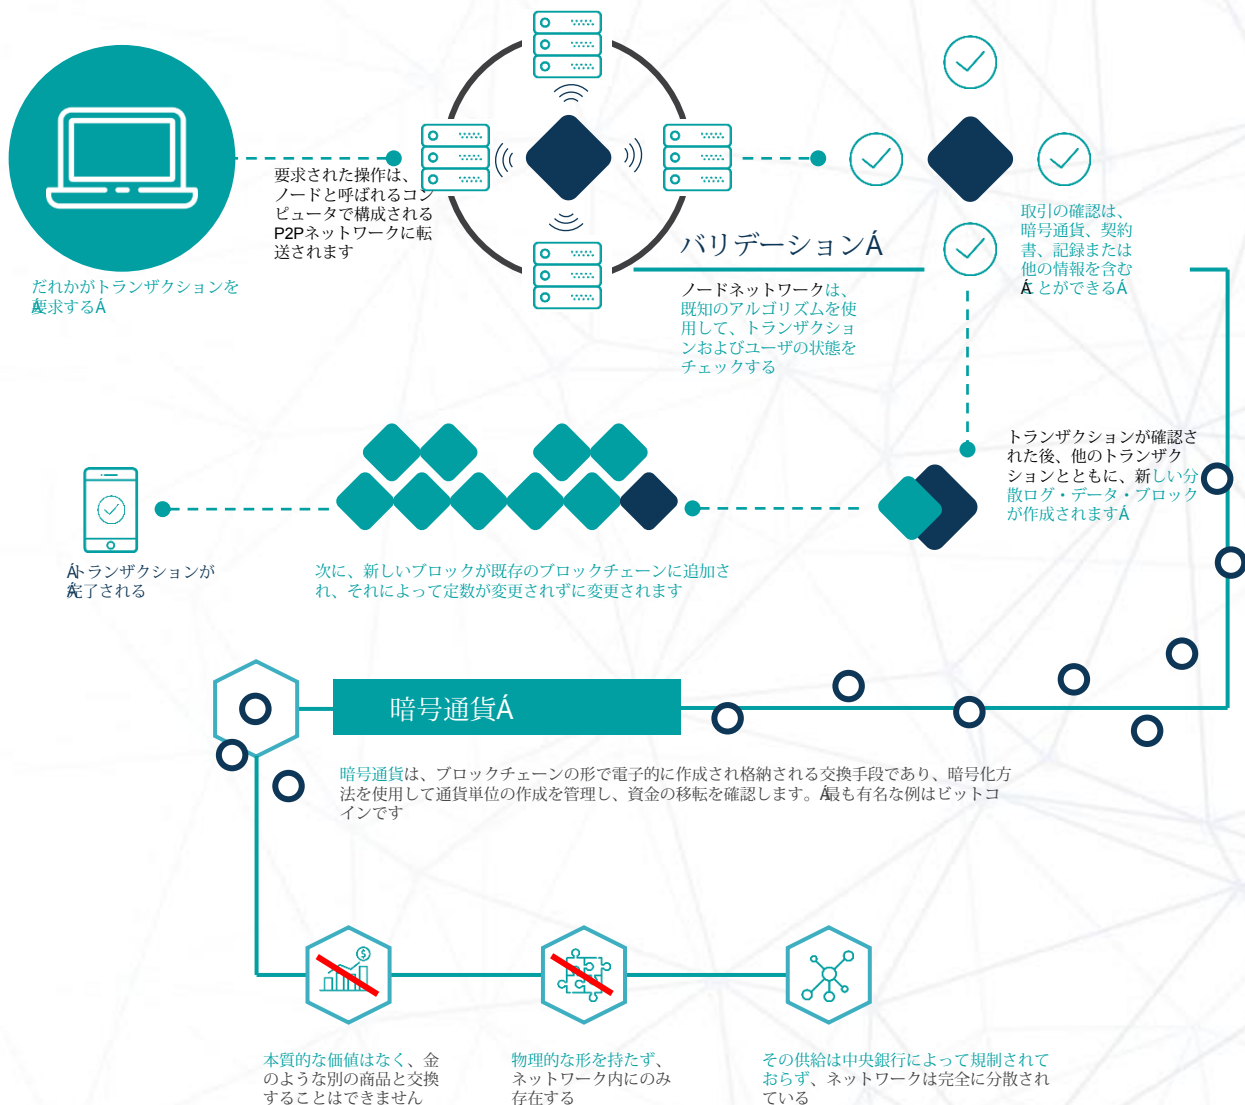 要求された操作は、
ノードと呼ばれるコン
ピュータで構成される
P2Pネットワークに転
送されます
だれかがトランザクションを
要求するÁ
バリデーションÁ
ノードネットワークは、
既知のアルゴリズムを使
用して、トランザクショ
ンおよびユーザの状態を
チェックする
取引の確認は、
暗号通貨、契約
書、記録または
他の情報を含む
ことができるÁ
トランザクションが確認さ
れた後、他のトランザク
ションとともに、新しい分
散ログ・データ・ブロック
が作成されますÁ
次に、新しいブロックが既存のブロックチェーンに追加さ
れ、それによって定数が変更されずに変更されます
Áトランザクションが
完了される
暗号通貨Á
暗号通貨は、ブロックチェーンの形で電子的に作成され格納される交換手段であり、暗号化方
法を使用して通貨単位の作成を管理し、資金の移転を確認します。Á最も有名な例はビットコ
インです
本質的な価値はなく、金
のような別の商品と交換
することはできません
物理的な形を持たず、
ネットワーク内にのみ
存在する
その供給は中央銀行によって規制されて
おらず、ネットワークは完全に分散され
ている